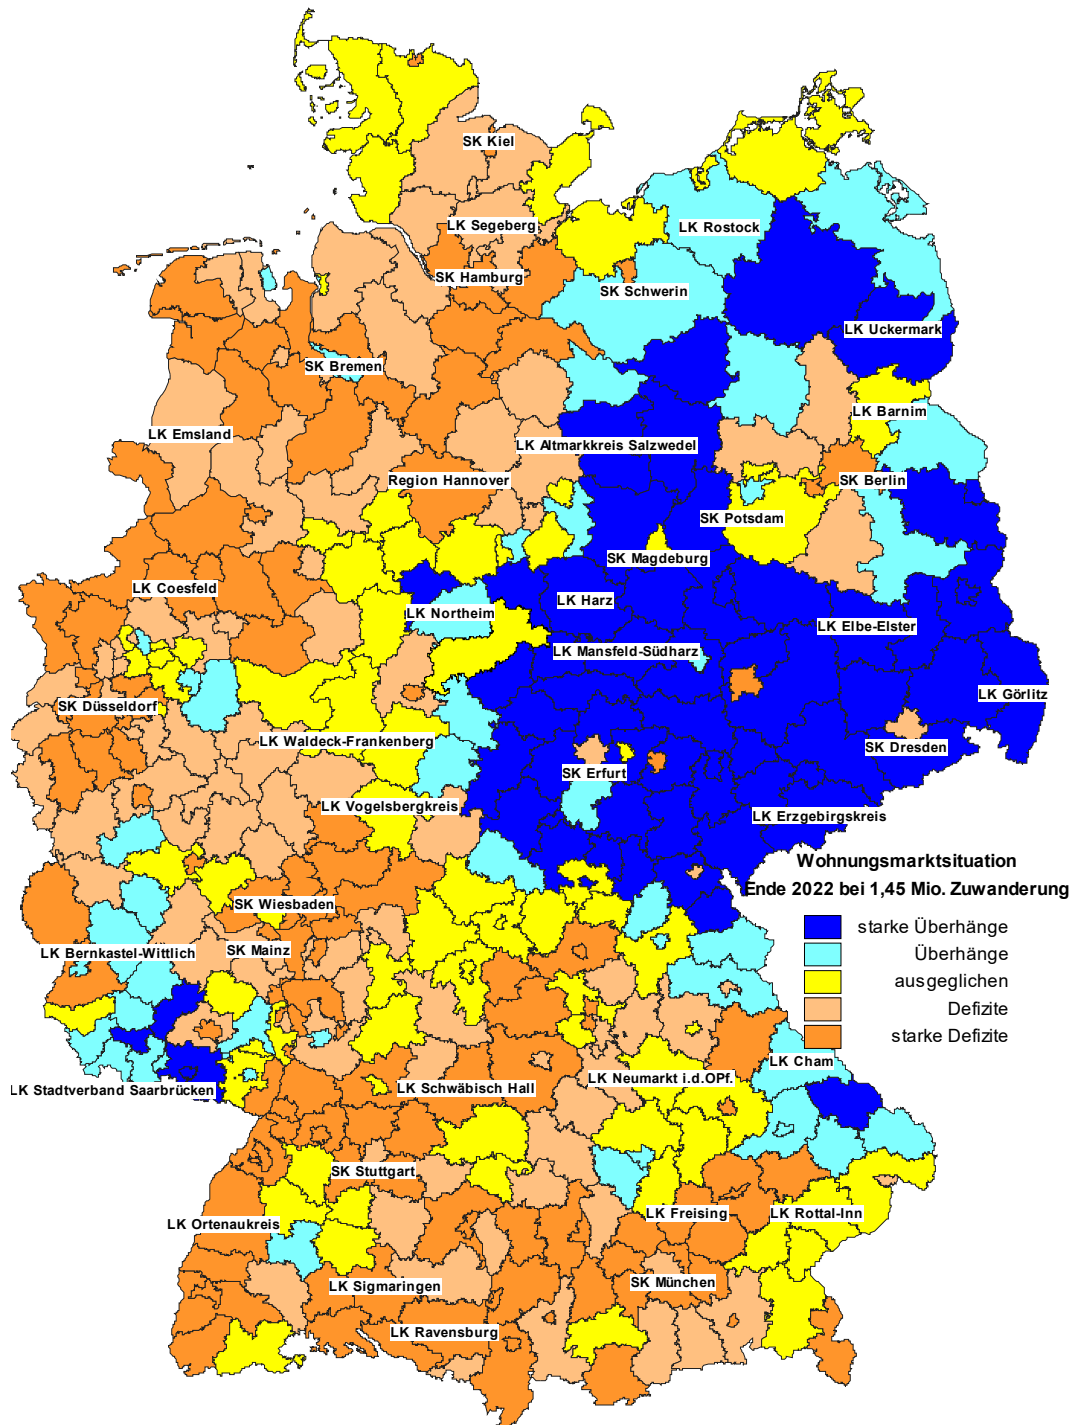 SK Kiel
LK Segeberg
LK Rostock
SK Hamburg
SK Schwerin
LK Uckermark
SK Bremen
LK Barnim
LK Emsland
LK Altmarkkreis Salzwedel
Region Hannover
SK Berlin
SK Potsdam
SK Magdeburg
LK Coesfeld
LK Harz
LK Northeim
LK Elbe-Elster
LK Mansfeld-Südharz
LK Görlitz
SK Düsseldorf
LK Waldeck-Frankenberg
SK Dresden
SK Erfurt
LK Vogelsbergkreis
LK Erzgebirgskreis
Wohnungsmarktsituation
Ende 2022 bei 1,45 Mio. Zuwanderung
starke Überhänge
Überhänge
ausgeglichen
Defizite
starke Defizite
SK Wiesbaden
LK Bernkastel-Wittlich
SK Mainz
LK Cham
LK Stadtverband Saarbrücken
LK Schwäbisch Hall
LK Neumarkt i.d.OPf.
SK Stuttgart
LK Ortenaukreis
LK Freising
LK Rottal-Inn
LK Sigmaringen
SK München
LK Ravensburg